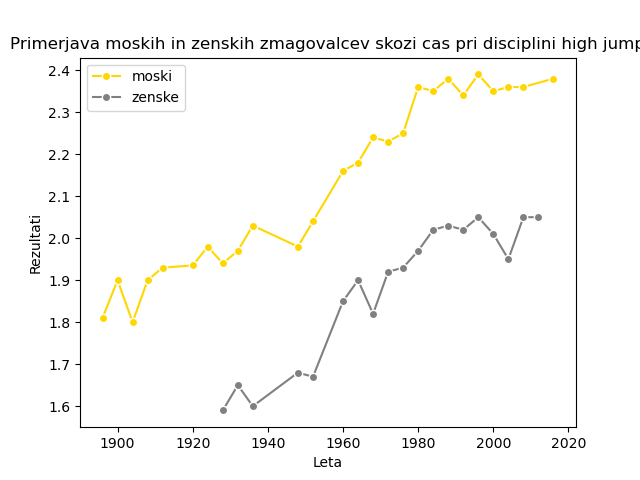 Primerjava moskih in zenskih zmagovalcev skozi cas pri disciplini high jump
moski
zenske
2.4
2.3
2.2
2.1
2.0
1.9
1.8
1.7
1.6
Rezultati
1900 1920 1940 1960 1980 2000 2020
Leta